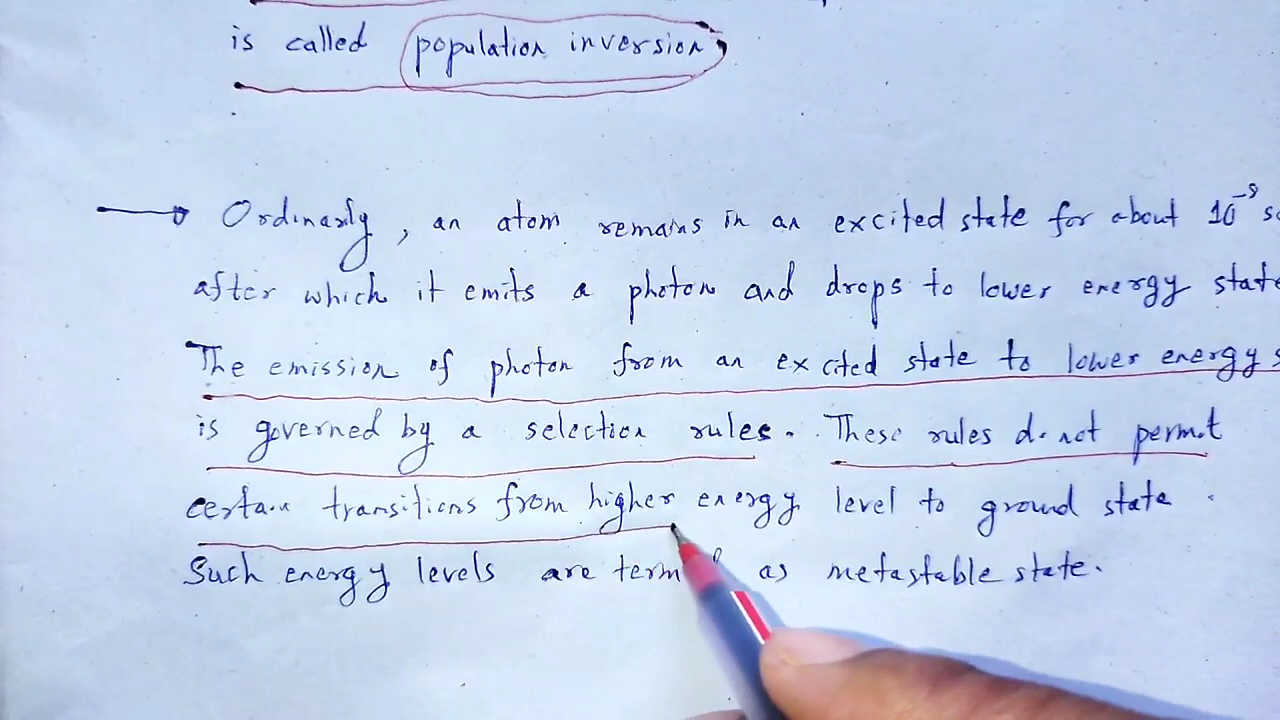 is called population inversion
Ordinarily, an atom remains in an excited state for about 10⁻⁸
after which it emits a photon and drops to lower energy state
The emission of photon from an excited state to lower energy
is governed by a selection rules. These rules do not permit
certain transitions from higher energy level to ground state.
Such energy levels are as metastable state.